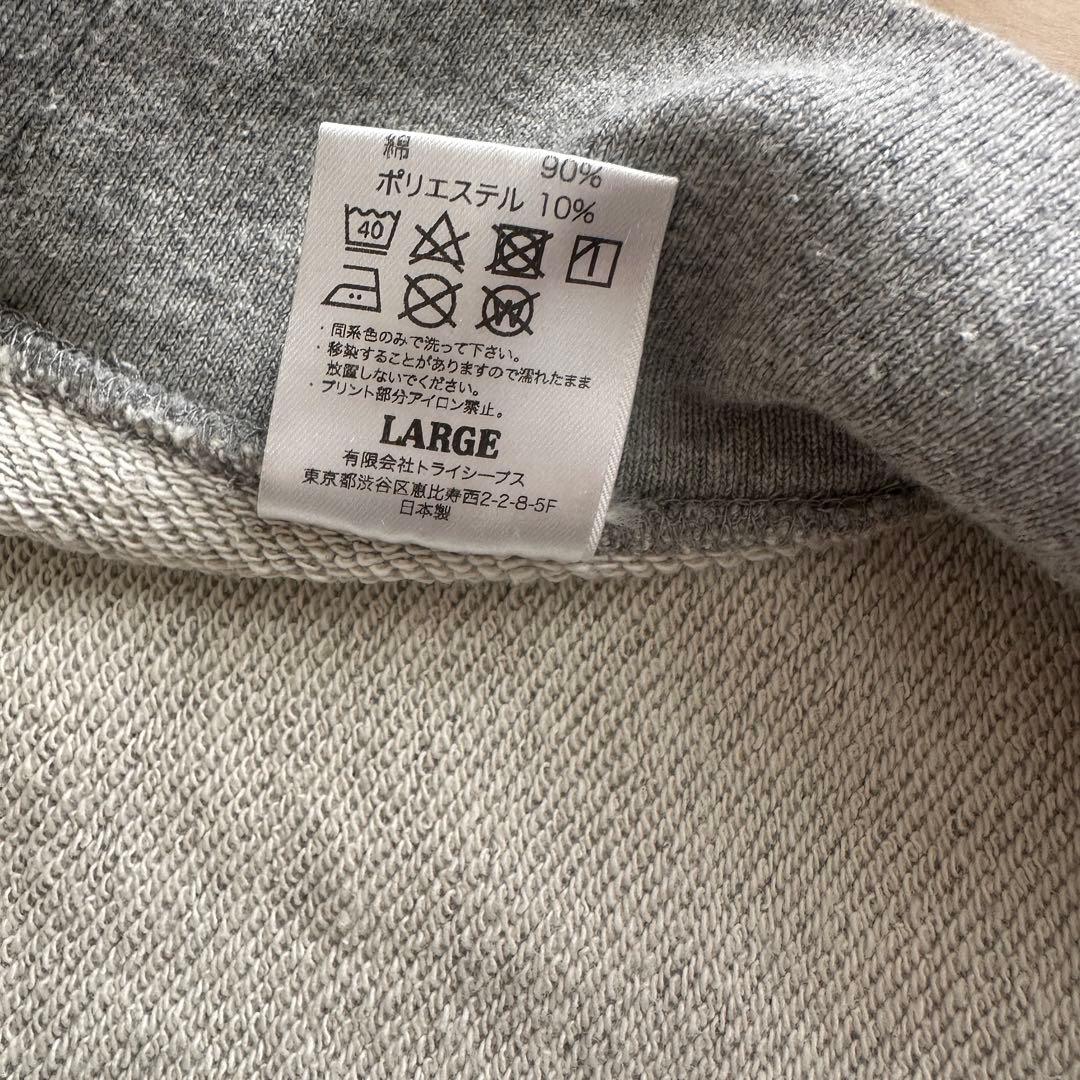 綿 90%
ポリエステル 10%
40
W
・同系色のみで洗って下さい。
・移染することがありますので濡れたまま
放置しないでください。
・プリント部分アイロン禁止。
LARGE
有限会社トライシープス
東京都渋谷区恵比寿西2-2-8-5F
日本製